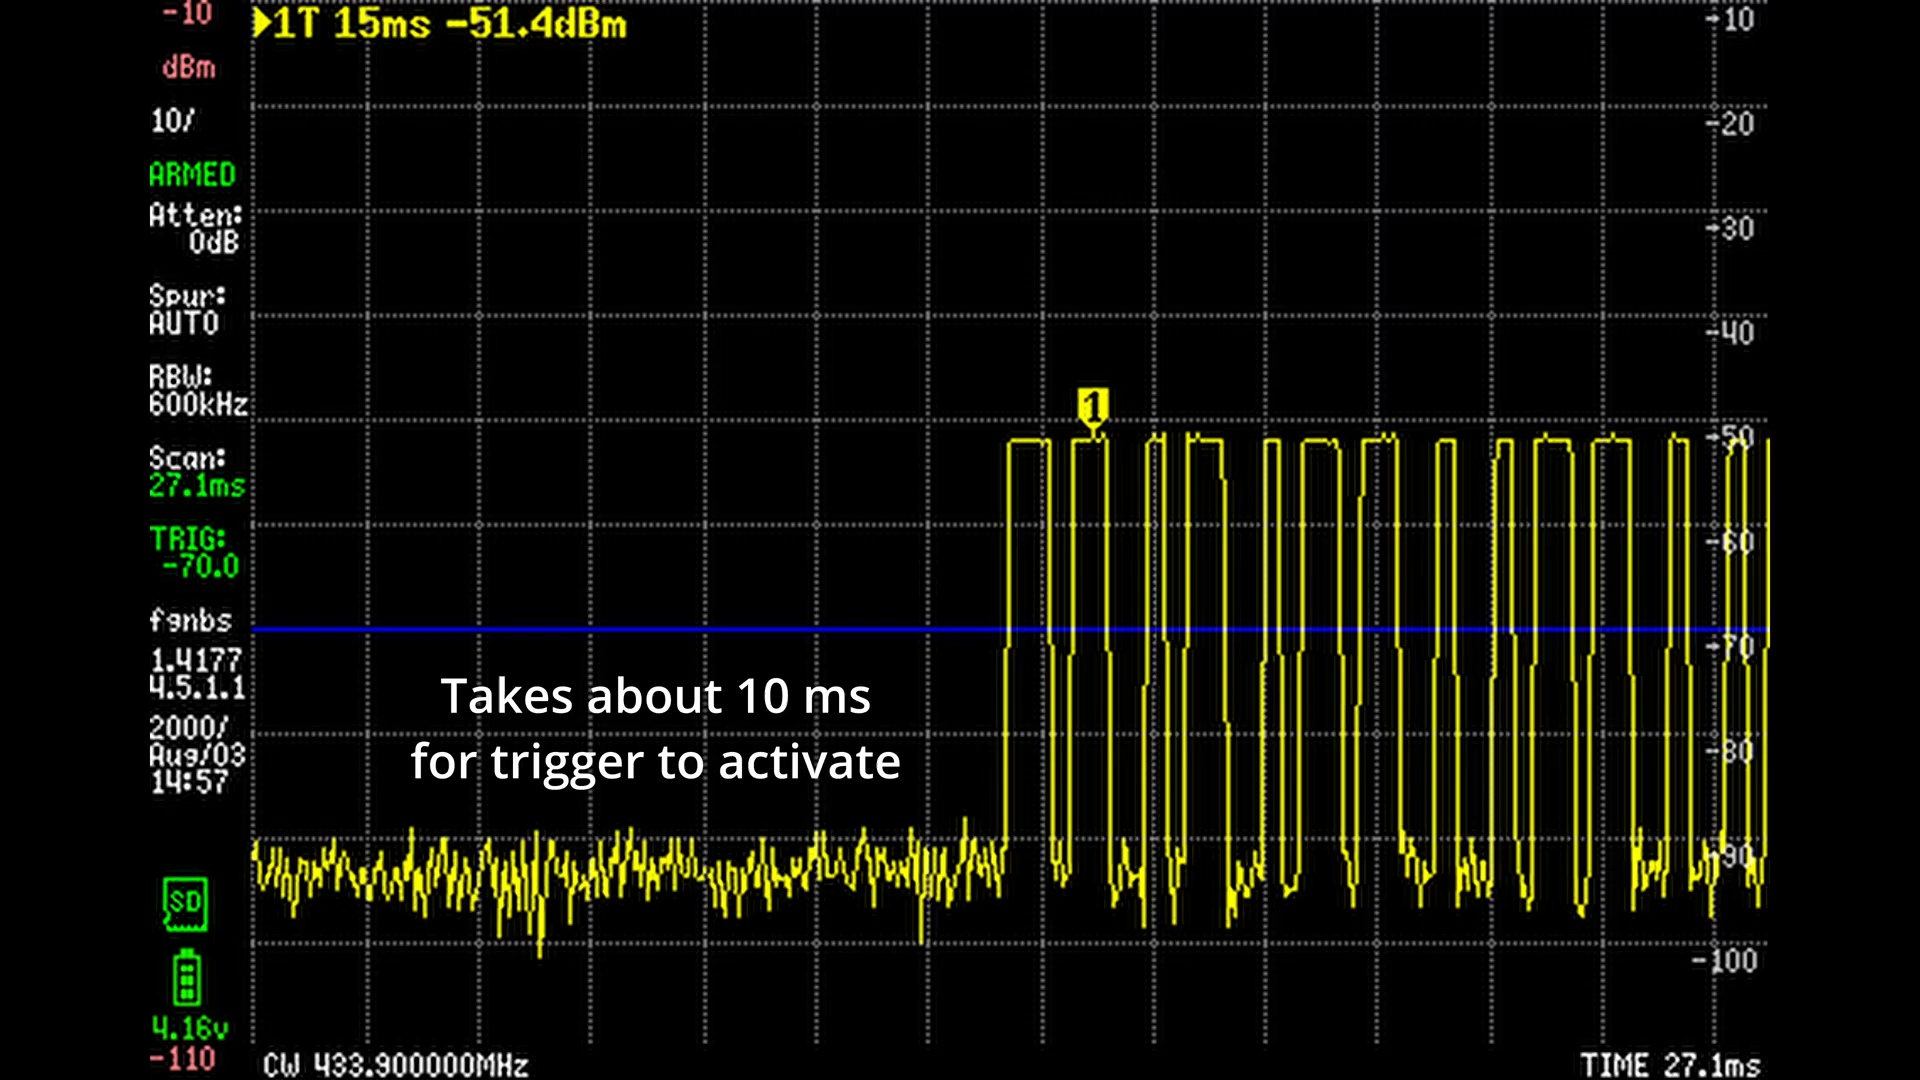 -10
▶1T 15ms -51.4dBm
-10
dBm
10/
-20
ARMED
Atten:
0dB
-30
Spur:
AUTO
-40
RBW:
600kHz
1
-50
Scan:
27.1ms
TRIG:
-70.0
-60
fgnbs
-70
1.4177
4.5.1.1
2000/
Aug/03
14:57
-80
Takes about 10 ms
for trigger to activate
-90
SD
-100
4.16v
-110
CW 433.900000MHz
TIME 27.1ms